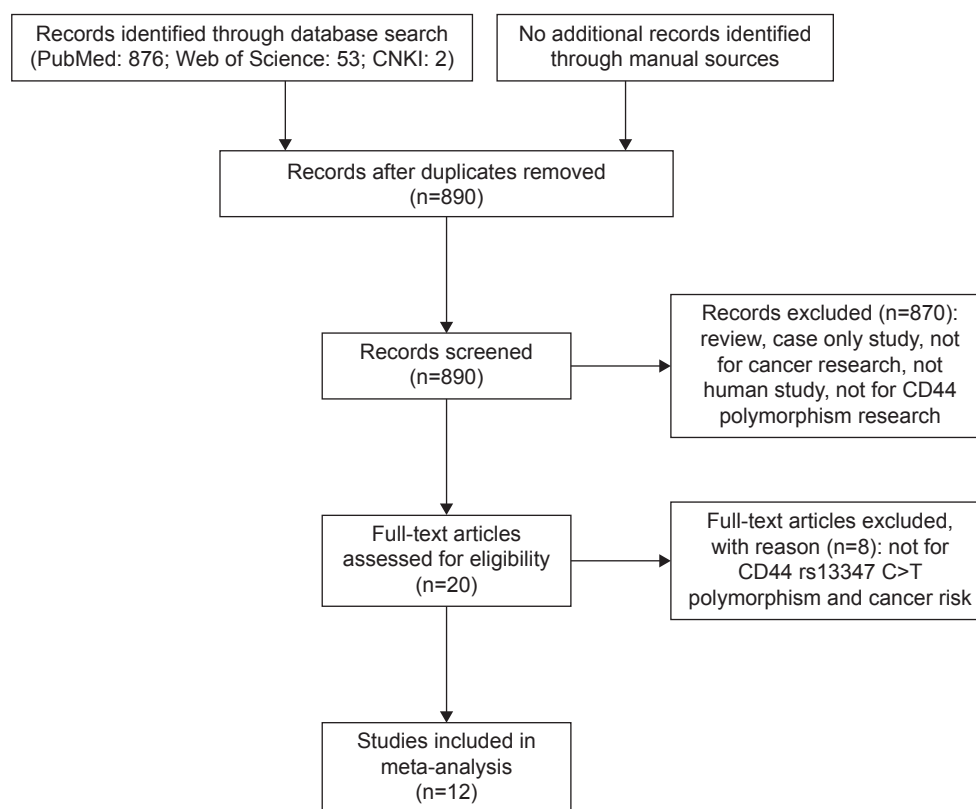 Records identified through database search
(PubMed: 876; Web of Science: 53; CNKI: 2)
No additional records identified
through manual sources
Records after duplicates removed
(n=890)
Records screened
(n=890)
Records excluded (n=870):
review, case only study, not
for cancer research, not
human study, not for CD44
polymorphism research
Full-text articles
assessed for eligibility
(n=20)
Full-text articles excluded,
with reason (n=8): not for
CD44 rs13347 C>T
polymorphism and cancer risk
Studies included in
meta-analysis
(n=12)